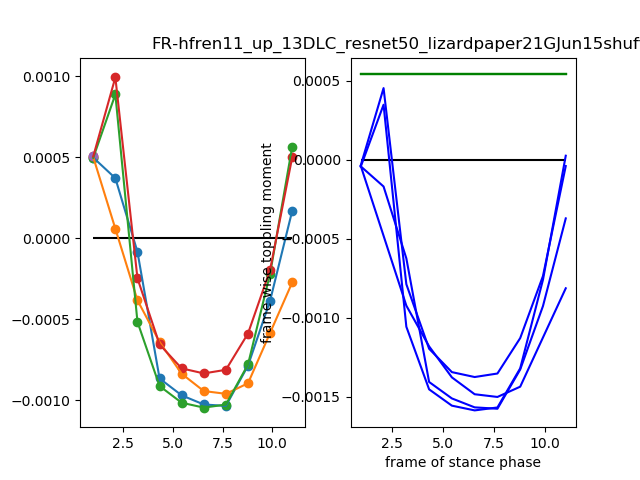 FR-hfren11_up_13DLC_resnet50_lizardpaper21GJun15shuf
0.0010
0.0005
0.0000
−0.0005
−0.0010
2.5 5.0 7.5 10.0
frame-wise toppling moment
0.0005
0.0000
−0.0005
−0.0010
−0.0015
2.5 5.0 7.5 10.0
frame of stance phase